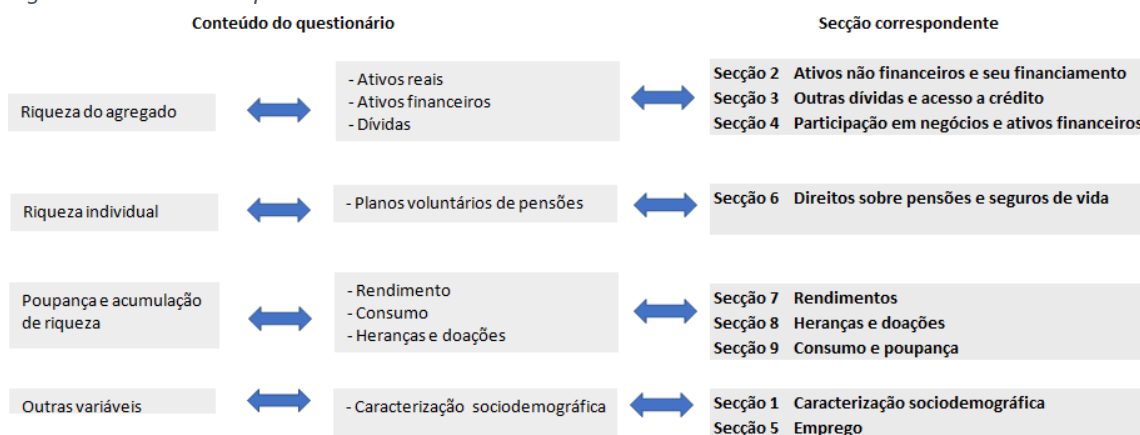 Conteúdo do questionário
Secção correspondente
Riqueza do agregado
- Ativos reais
- Ativos financeiros
- Dívidas
Secção 2 Ativos não financeiros e seu financiamento
Secção 3 Outras dívidas e acesso a crédito
Secção 4 Participação em negócios e ativos financeiros
Riqueza individual
- Planos voluntários de pensões
Secção 6 Direitos sobre pensões e seguros de vida
Poupança e acumulação
de riqueza
- Rendimento
- Consumo
- Heranças e doações
Secção 7 Rendimentos
Secção 8 Heranças e doações
Secção 9 Consumo e poupança
Outras variáveis
- Caracterização sociodemográfica
Secção 1 Caracterização sociodemográfica
Secção 5 Emprego